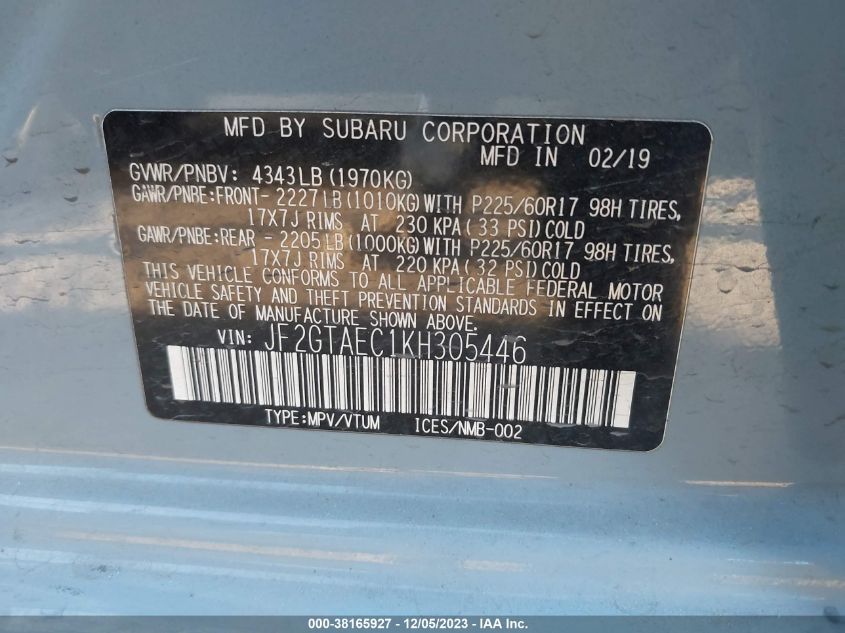 MFD BY SUBARU CORPORATION
MFD IN 02/19
GVWR/PNBV: 4343LB(1970KG)
GAWR/PNBE:FRONT- 2227LB(1010KG)WITH P225/60R17 98H TIRES,
17X7J RIMS AT 230 KPA(33 PSI)COLD
GAWR/PNBE:REAR - 2205LB(1000KG)WITH P225/60R17 98H TIRES,
17X7J RIMS AT 220 KPA(32 PSI)COLD
THIS VEHICLE CONFORMS TO ALL APPLICABLE FEDERAL MOTOR
VEHICLE SAFETY AND THEFT PREVENTION STANDARDS IN EFFECT ON
THE DATE OF MANUFACTURE SHOWN ABOVE.
VIN: JF2GTAEC1KH305446
TYPE:MPV/VTUM ICES/NMB-002
000-38165927 - 12/05/2023 - IAA, Inc.